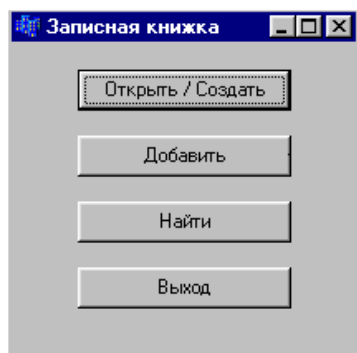 Записная книжка
Открыть / Создать
Добавить
Найти
Выход